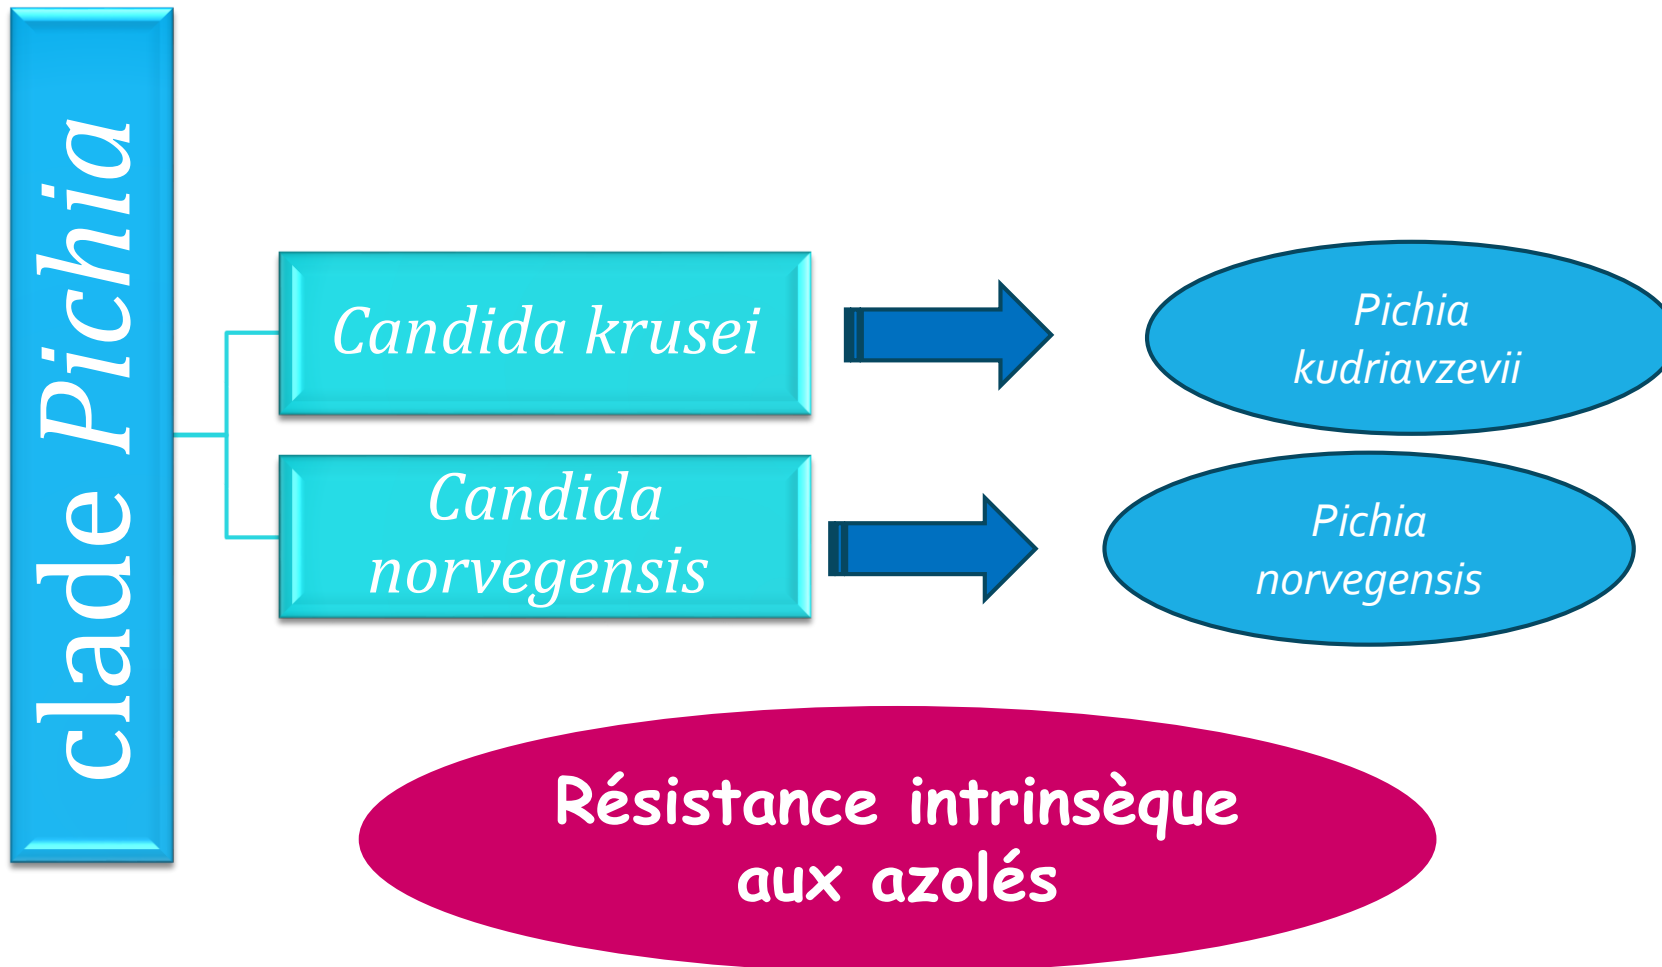 clade Pichia
Candida krusei
Pichia
kudriavzevii
Candida
norvegensis
Pichia
norvegensis
Résistance intrinsèque
aux azolés